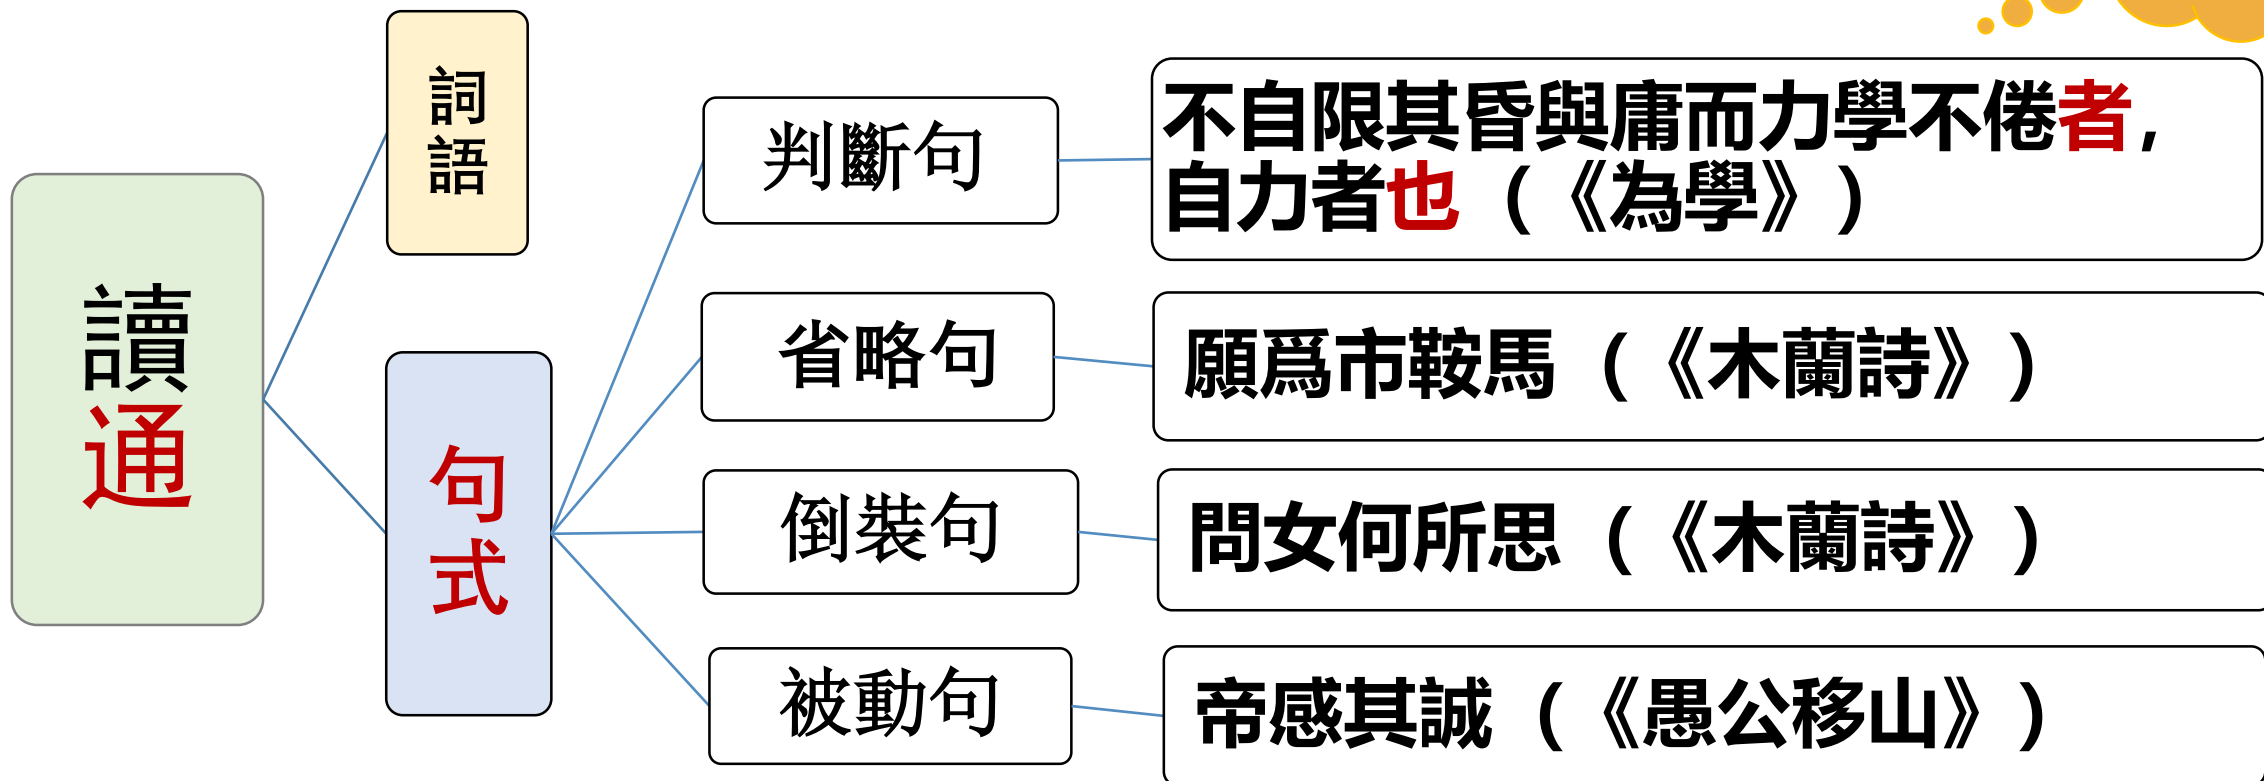 讀
通
詞
語
句
式
判斷句
不自限其昏與庸而力學不倦者，
自力者也（《為學》）
省略句
願爲市鞍馬（《木蘭詩》）
倒裝句
問女何所思（《木蘭詩》）
被動句
帝感其誠（《愚公移山》）